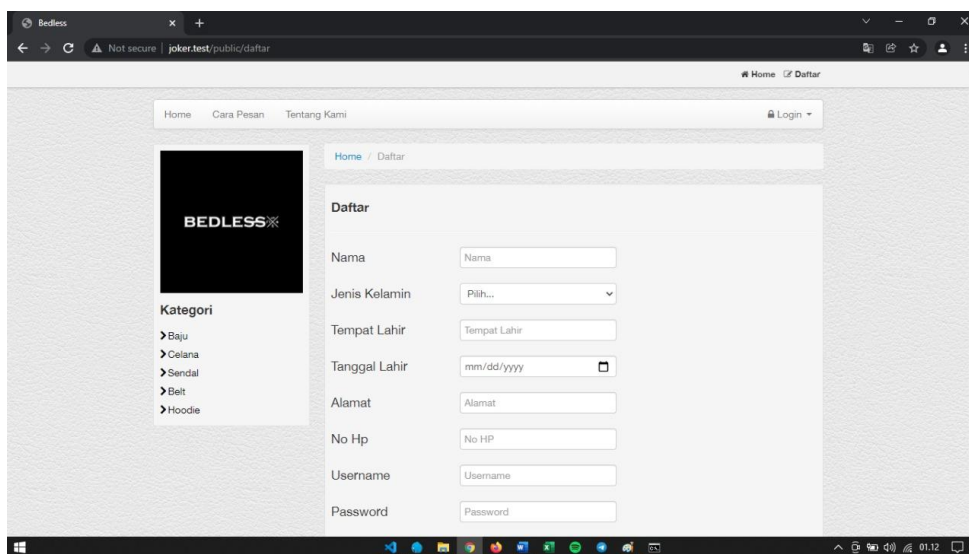 Bedless
Not secure | joker.test/public/daftar
Home Daftar
Home Cara Pesan Tentang Kami Login
BEDLESS
Home / Daftar
Daftar
Nama Nama
Jenis Kelamin Pilih...
Tempat Lahir Tempat Lahir
Tanggal Lahir mm/dd/yyyy
Alamat Alamat
No Hp No HP
Username Username
Password Password
Kategori
Baju
Celana
Sendal
Belt
Hoodie
01.12